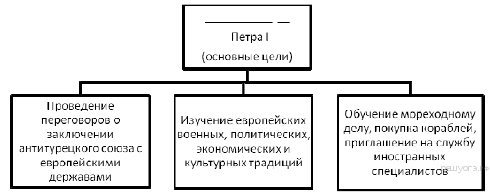 Петра I
(основные цели)
Проведение
переговоров о
заключении
антитурецкого союза с
европейскими
державами
Изучение европейских
военных, политических,
экономических и
культурных традиций
Обучение мореходному
делу, покупка кораблей,
приглашение на службу
иностранных
специалистов